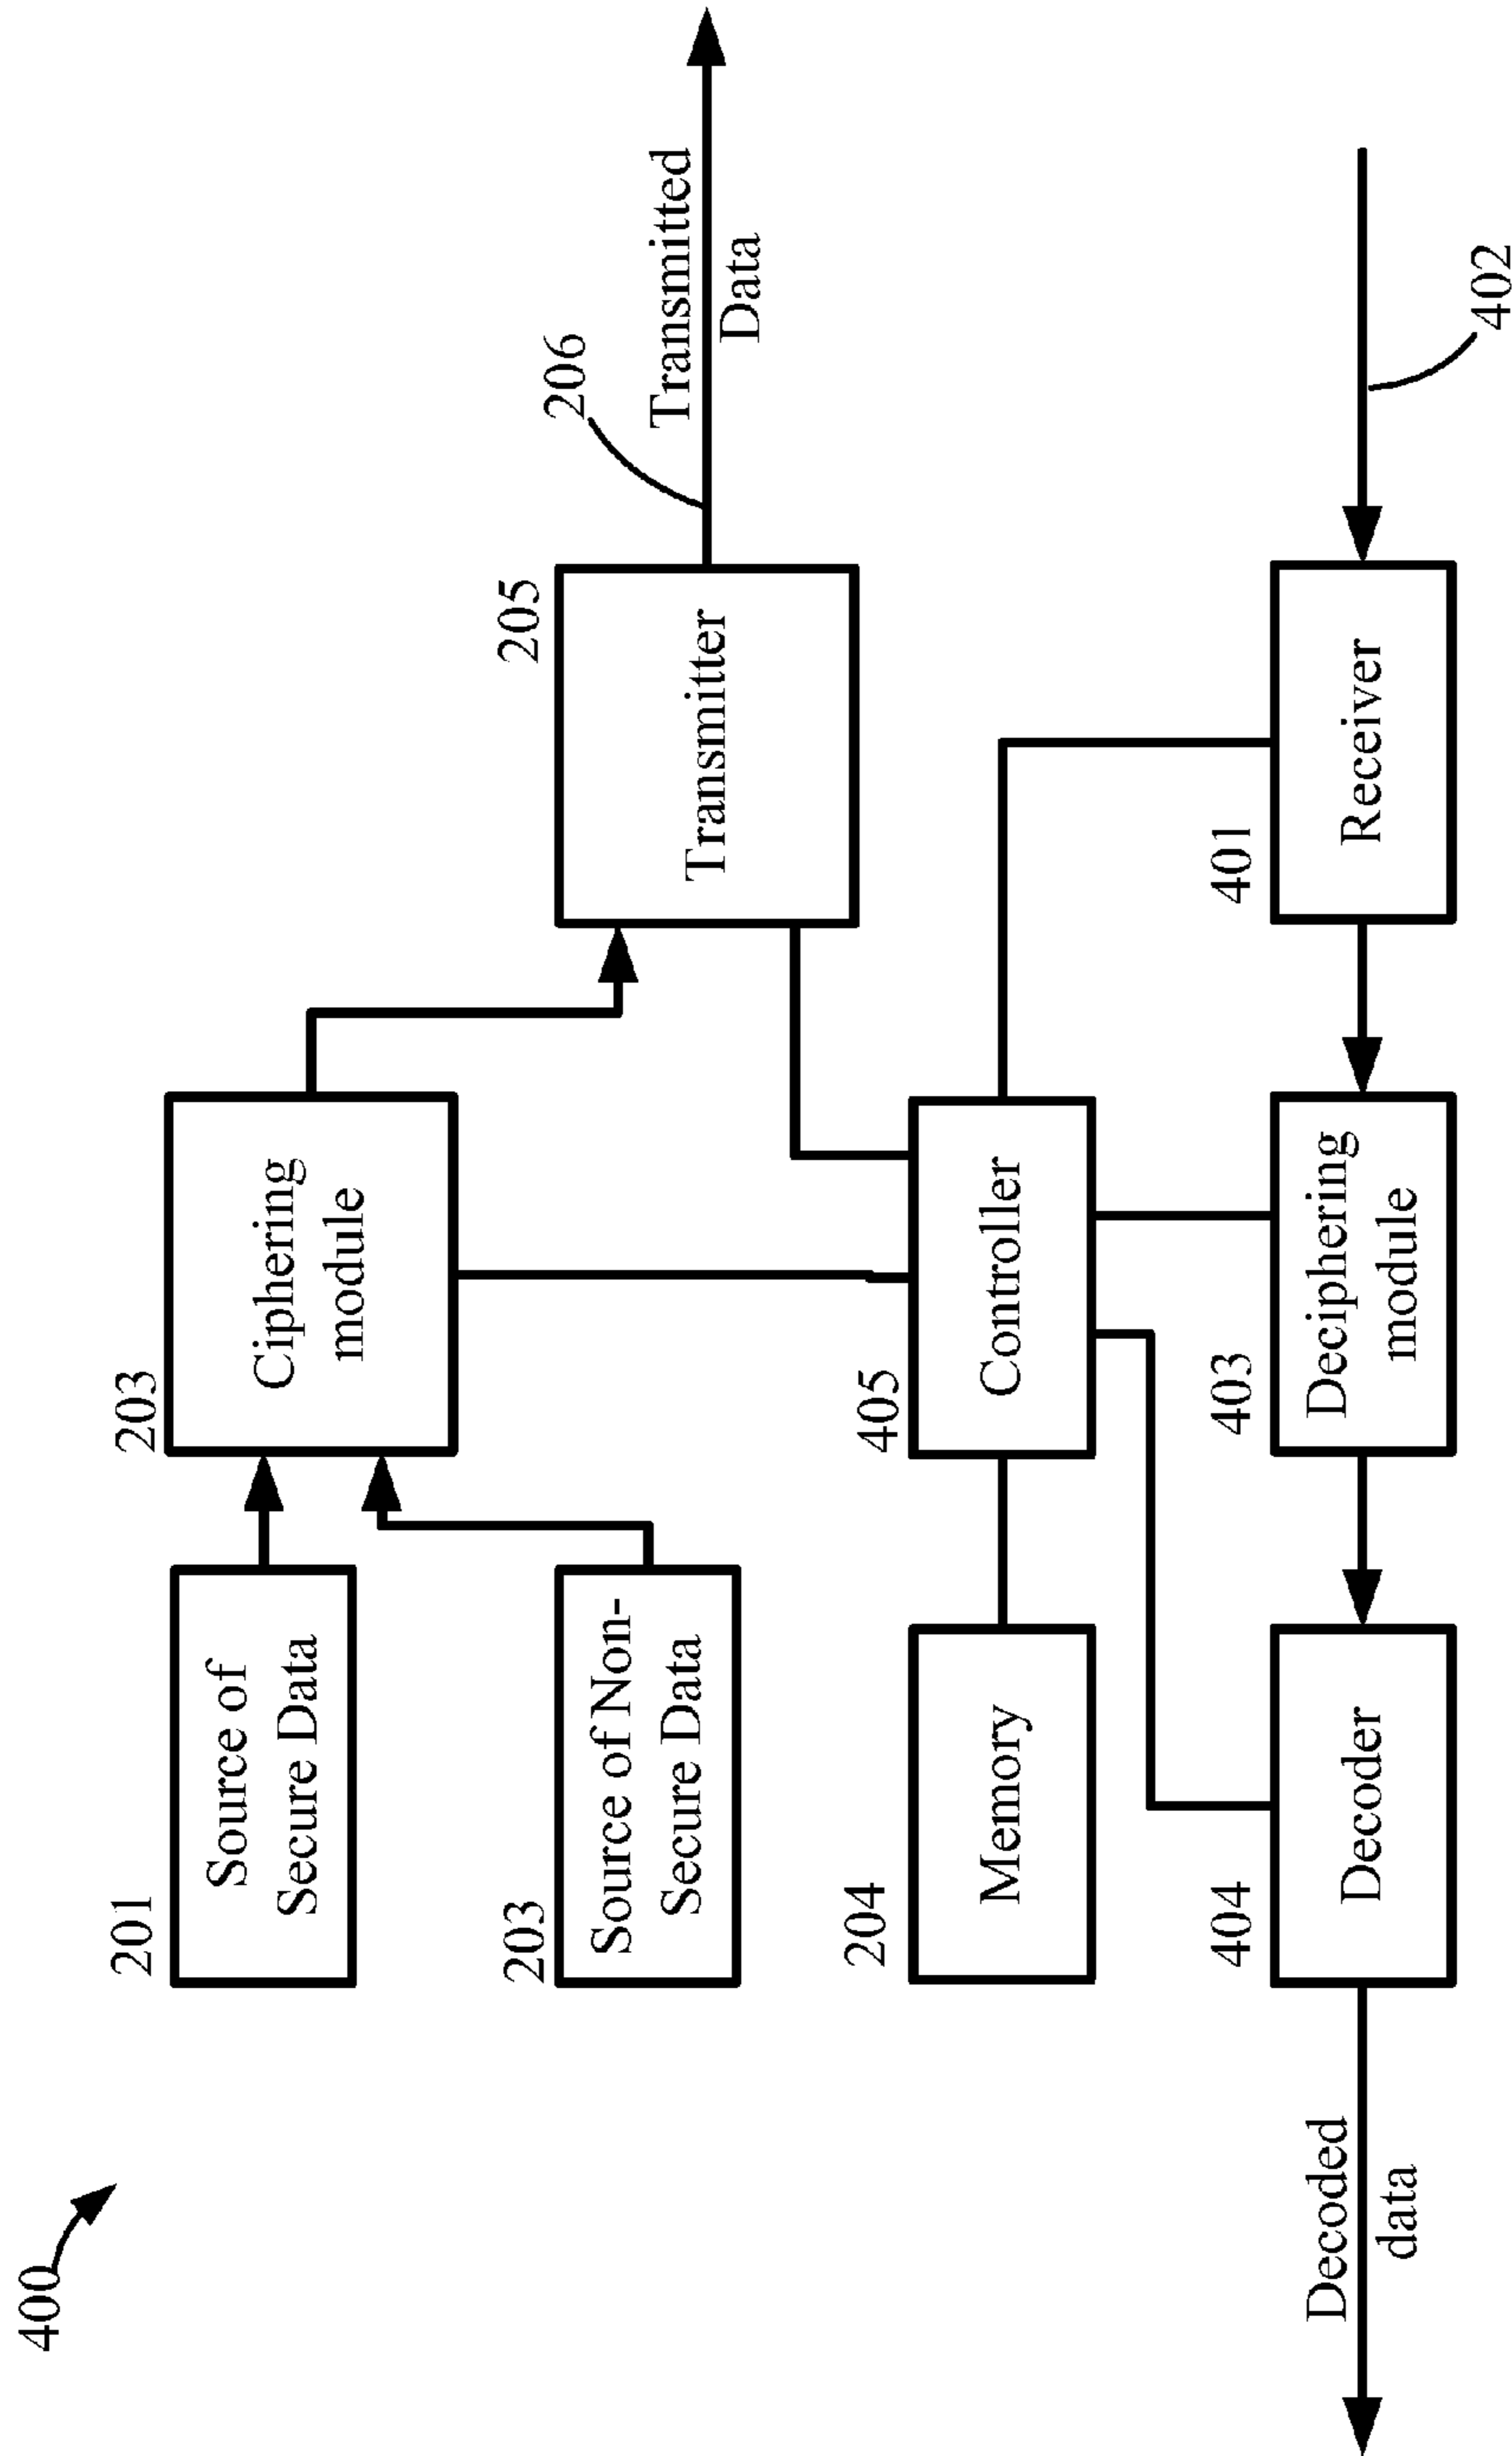 400
201
Source of
Secure Data
203
Ciphering
module
203
Source of Non-
Secure Data
205
Transmitter
206
Transmitted
Data
204
Memory
405
Controller
404
Decoder
403
Deciphering
module
401
Receiver
402
Decoded
data